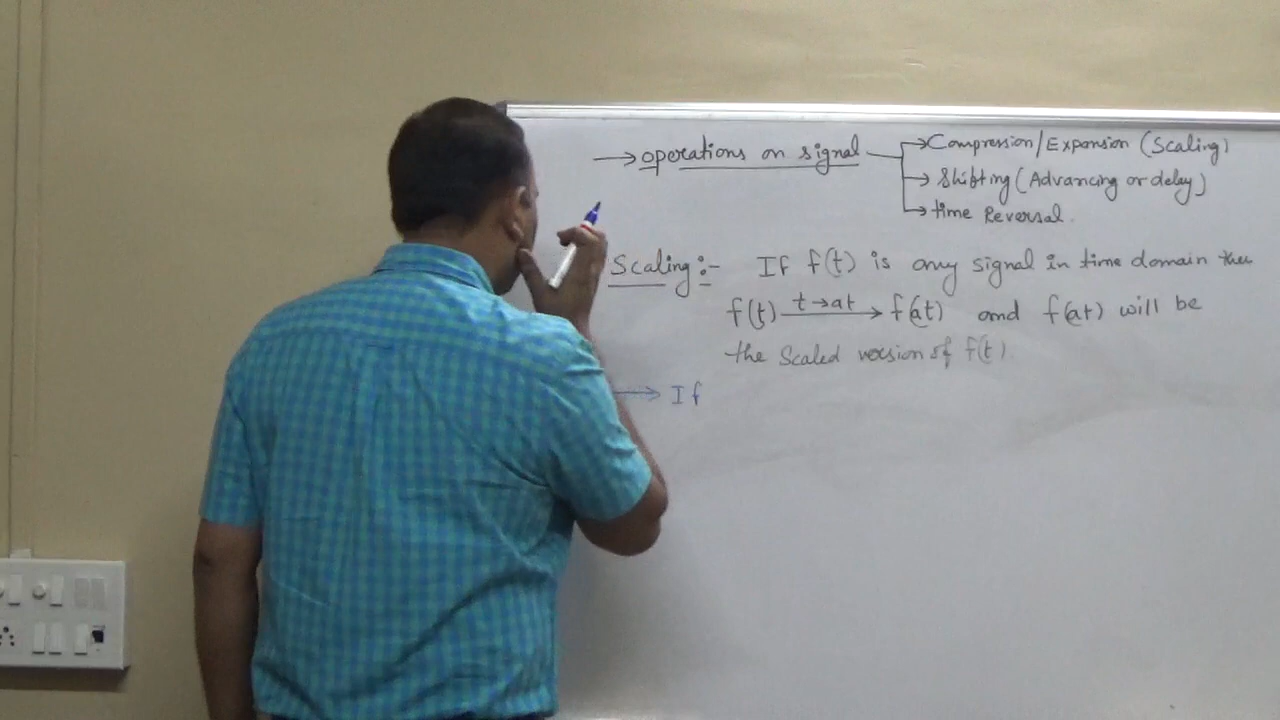 → operations on signal → Compression/Expansion (Scaling)
→ Shifting (Advancing or delay)
→ time Reversal.
Scaling:- If f(t) is any signal in time domain then
f(t) t→at → f(at) and f(at) will be
the Scaled version of f(t).
→ If